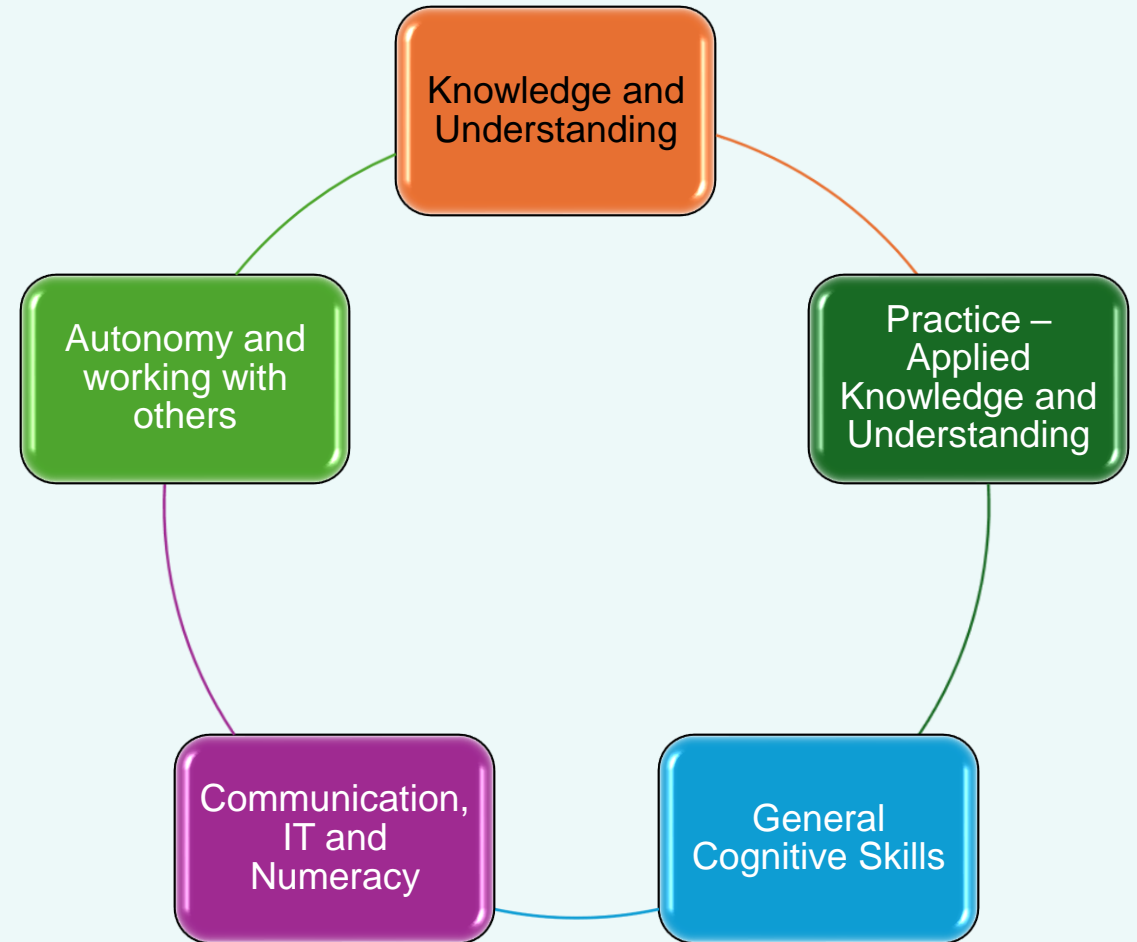 Knowledge and
Understanding
Practice –
Applied
Knowledge and
Understanding
General
Cognitive Skills
Communication,
IT and
Numeracy
Autonomy and
working with
others